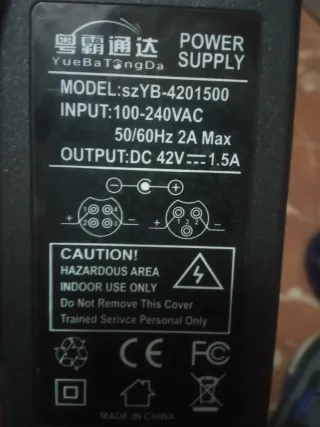 粤霸通达
YueBaTongDa
POWER
SUPPLY
MODEL:szYB-4201500
INPUT:100-240VAC
50/60Hz 2A Max
OUTPUT:DC 42V⎓1.5A
CAUTION!
HAZARDOUS AREA
INDOOR USE ONLY
Do Not Remove This Cover
Trained Serivce Personal Only
CE FC
MADE IN CHINA